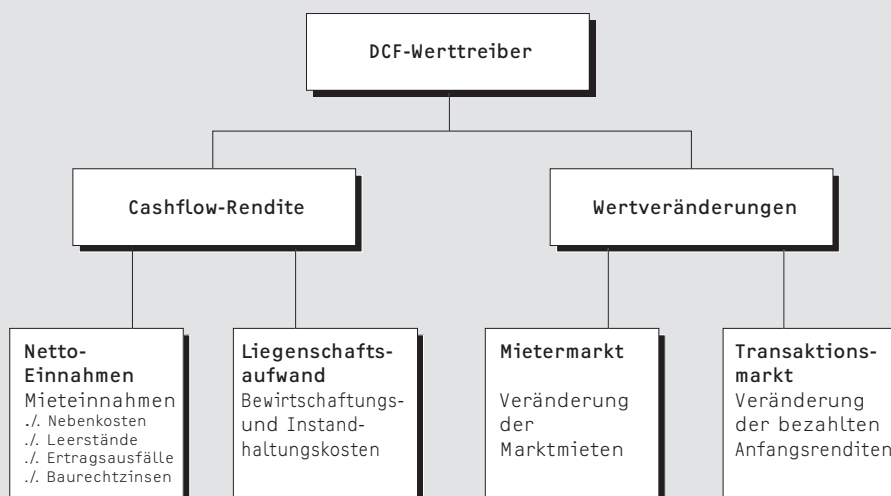 DCF-Werttreiber
Cashflow-Rendite
Wertveränderungen
Netto-
Einnahmen
Mieteinnahmen
./. Nebenkosten
./. Leerstände
./. Ertragsausfälle
./. Baurechtzinsen
Liegenschafts-
aufwand
Bewirtschaftungs-
und Instand-
haltungskosten
Mietermarkt
Veränderung
der
Marktmieten
Transaktions-
markt
Veränderung
der bezahlten
Anfangsrenditen